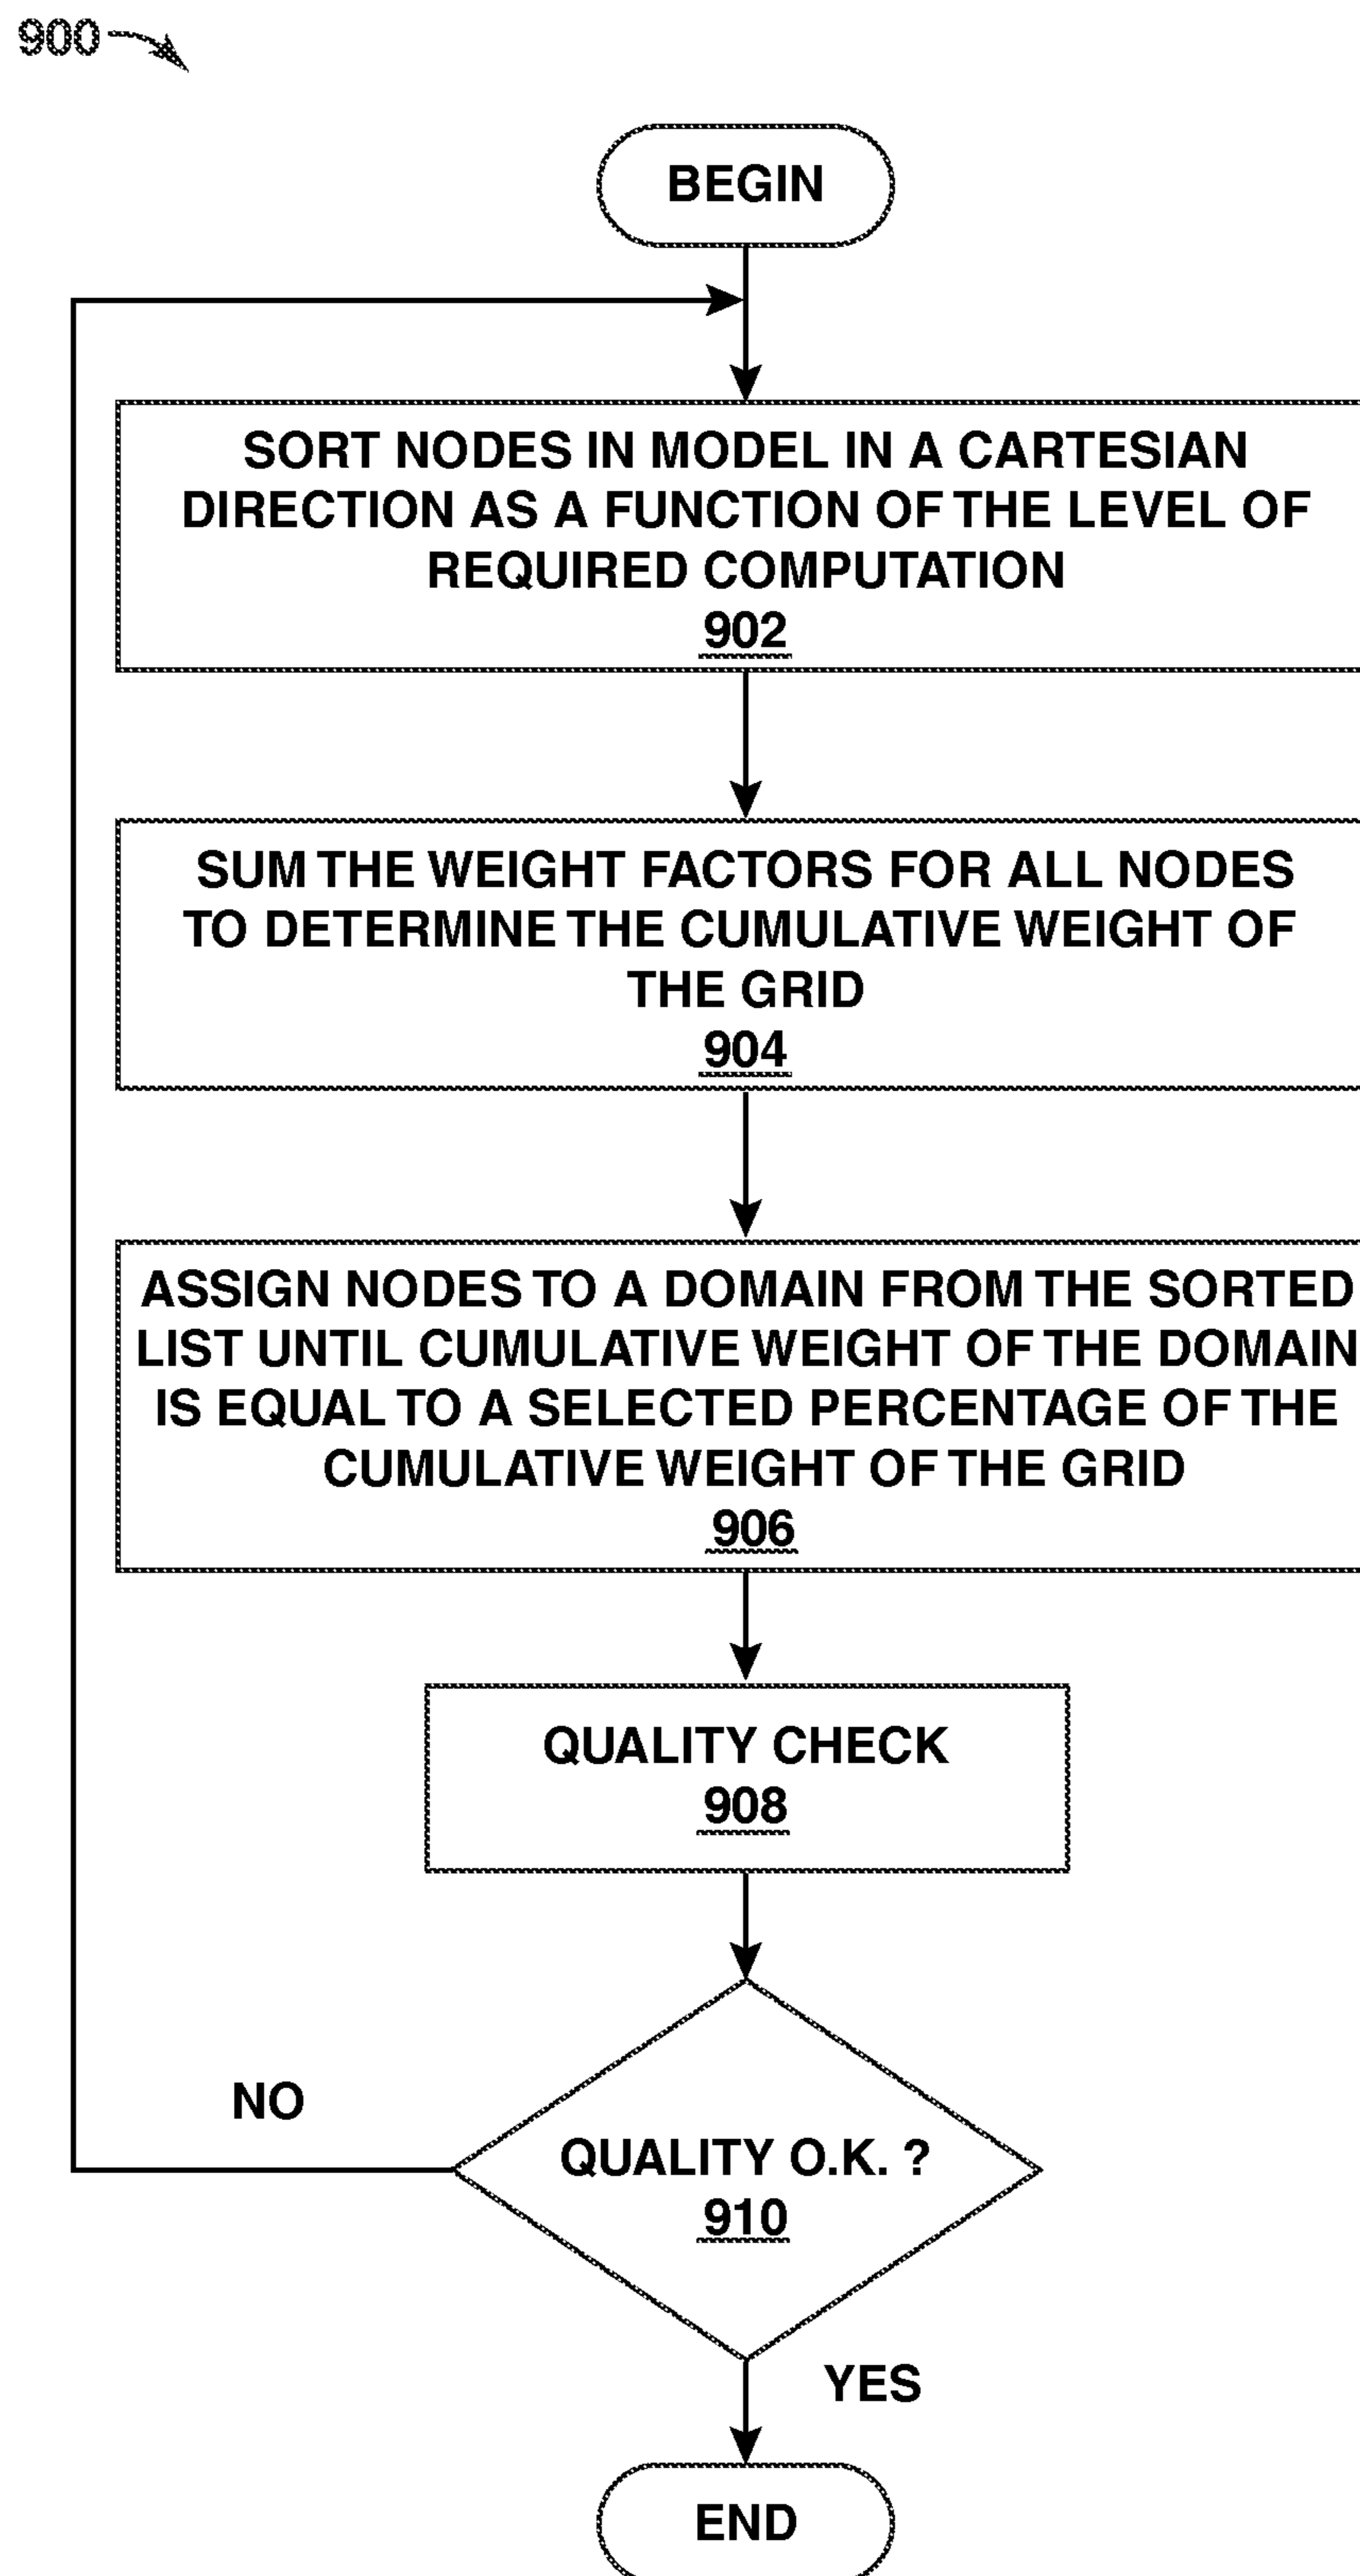 900
BEGIN
SORT NODES IN MODEL IN A CARTESIAN
DIRECTION AS A FUNCTION OF THE LEVEL OF
REQUIRED COMPUTATION
902
SUM THE WEIGHT FACTORS FOR ALL NODES
TO DETERMINE THE CUMULATIVE WEIGHT OF
THE GRID
904
ASSIGN NODES TO A DOMAIN FROM THE SORTED
LIST UNTIL CUMULATIVE WEIGHT OF THE DOMAIN
IS EQUAL TO A SELECTED PERCENTAGE OF THE
CUMULATIVE WEIGHT OF THE GRID
906
QUALITY CHECK
908
NO
QUALITY O.K. ?
910
YES
END